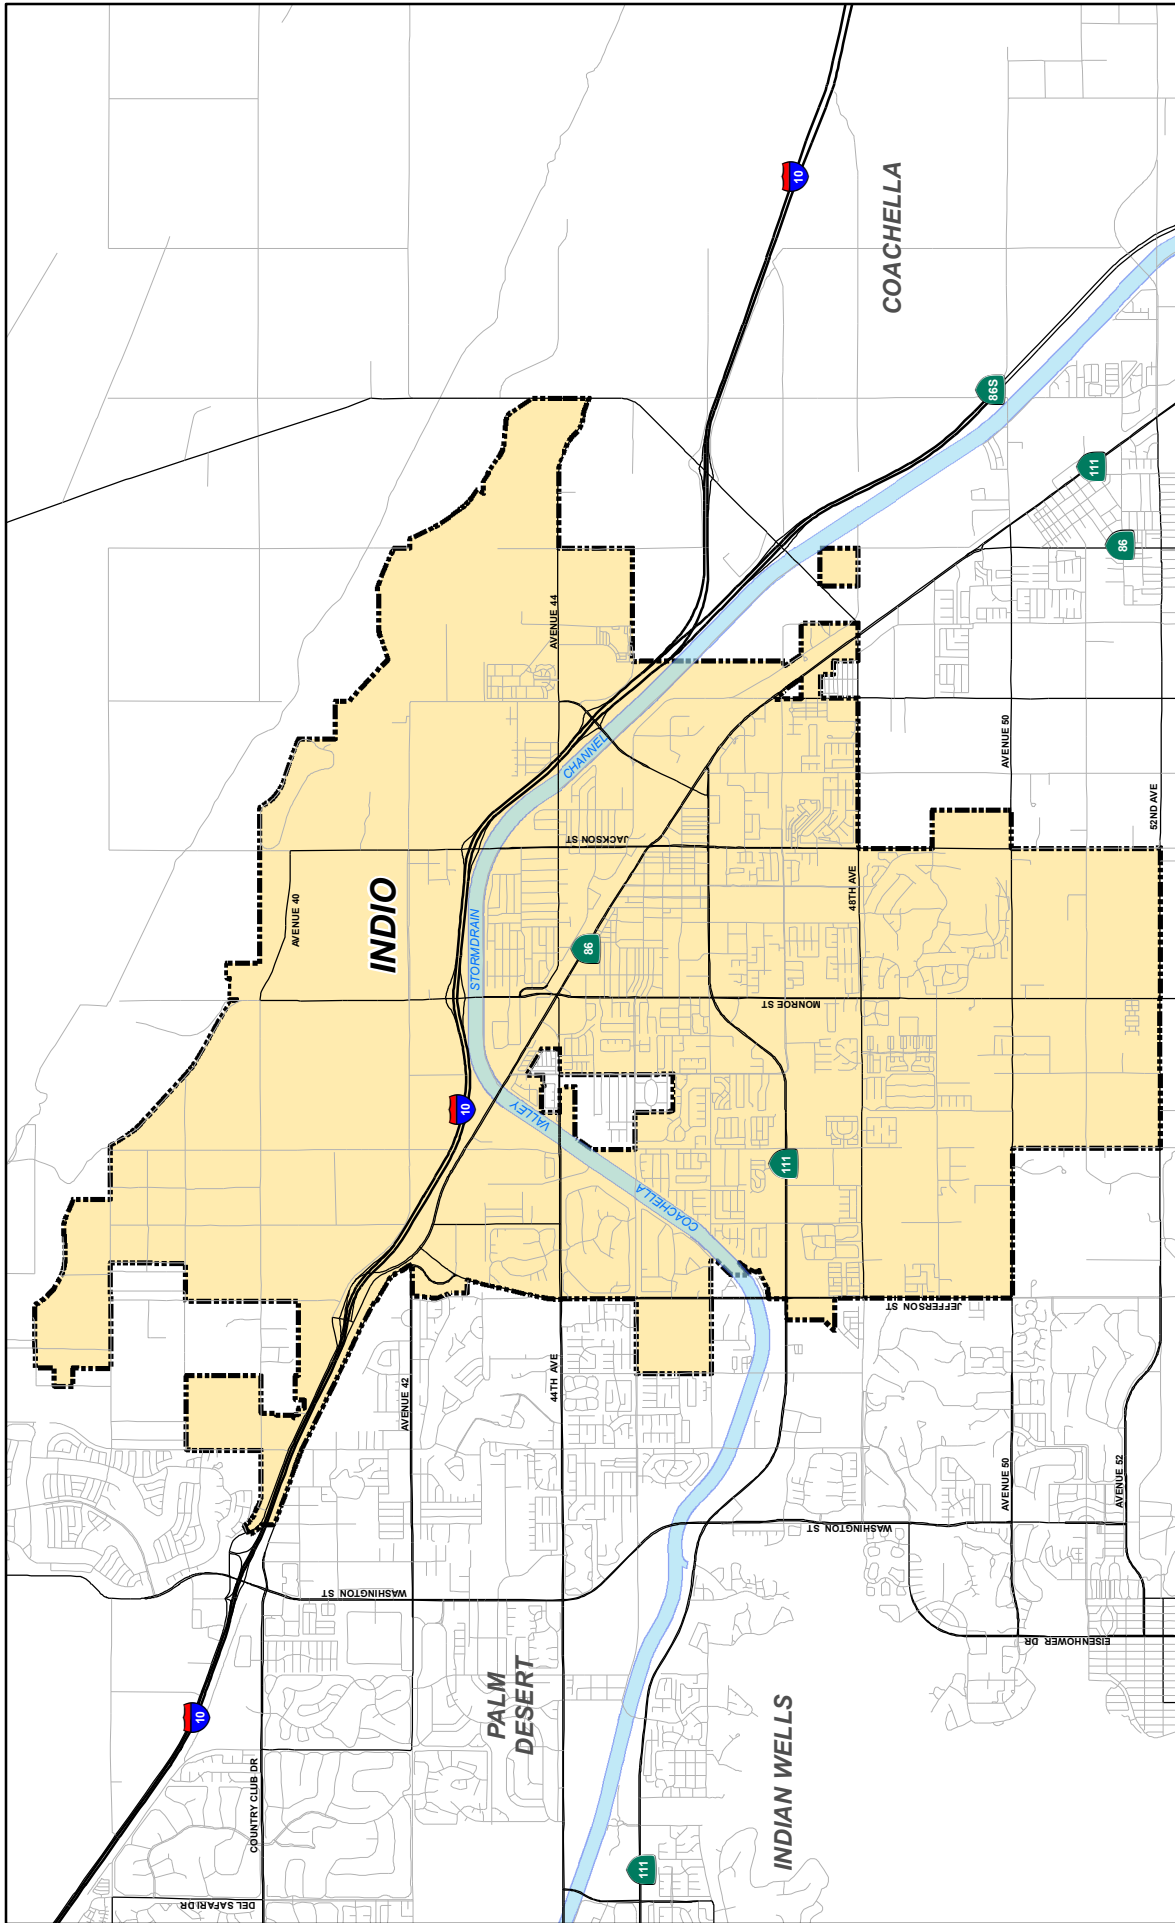 10
COACHELLA
86S
111
86
AVENUE 44
CHANNEL
AVENUE 50
52ND AVE
JACKSON ST
AVENUE 40
INDIO
48TH AVE
STORMDRAIN
86
MONROE ST
10
VALLEY
111
COACHELLA
JEFFERSON ST
AVENUE 42
44TH AVE
AVENUE 50
AVENUE 52
WASHINGTON ST
WASHINGTON ST
EISENHOWER DR
10
PALM
DESERT
INDIAN WELLS
COUNTRY CLUB DR
111
DEL SAFARI DR